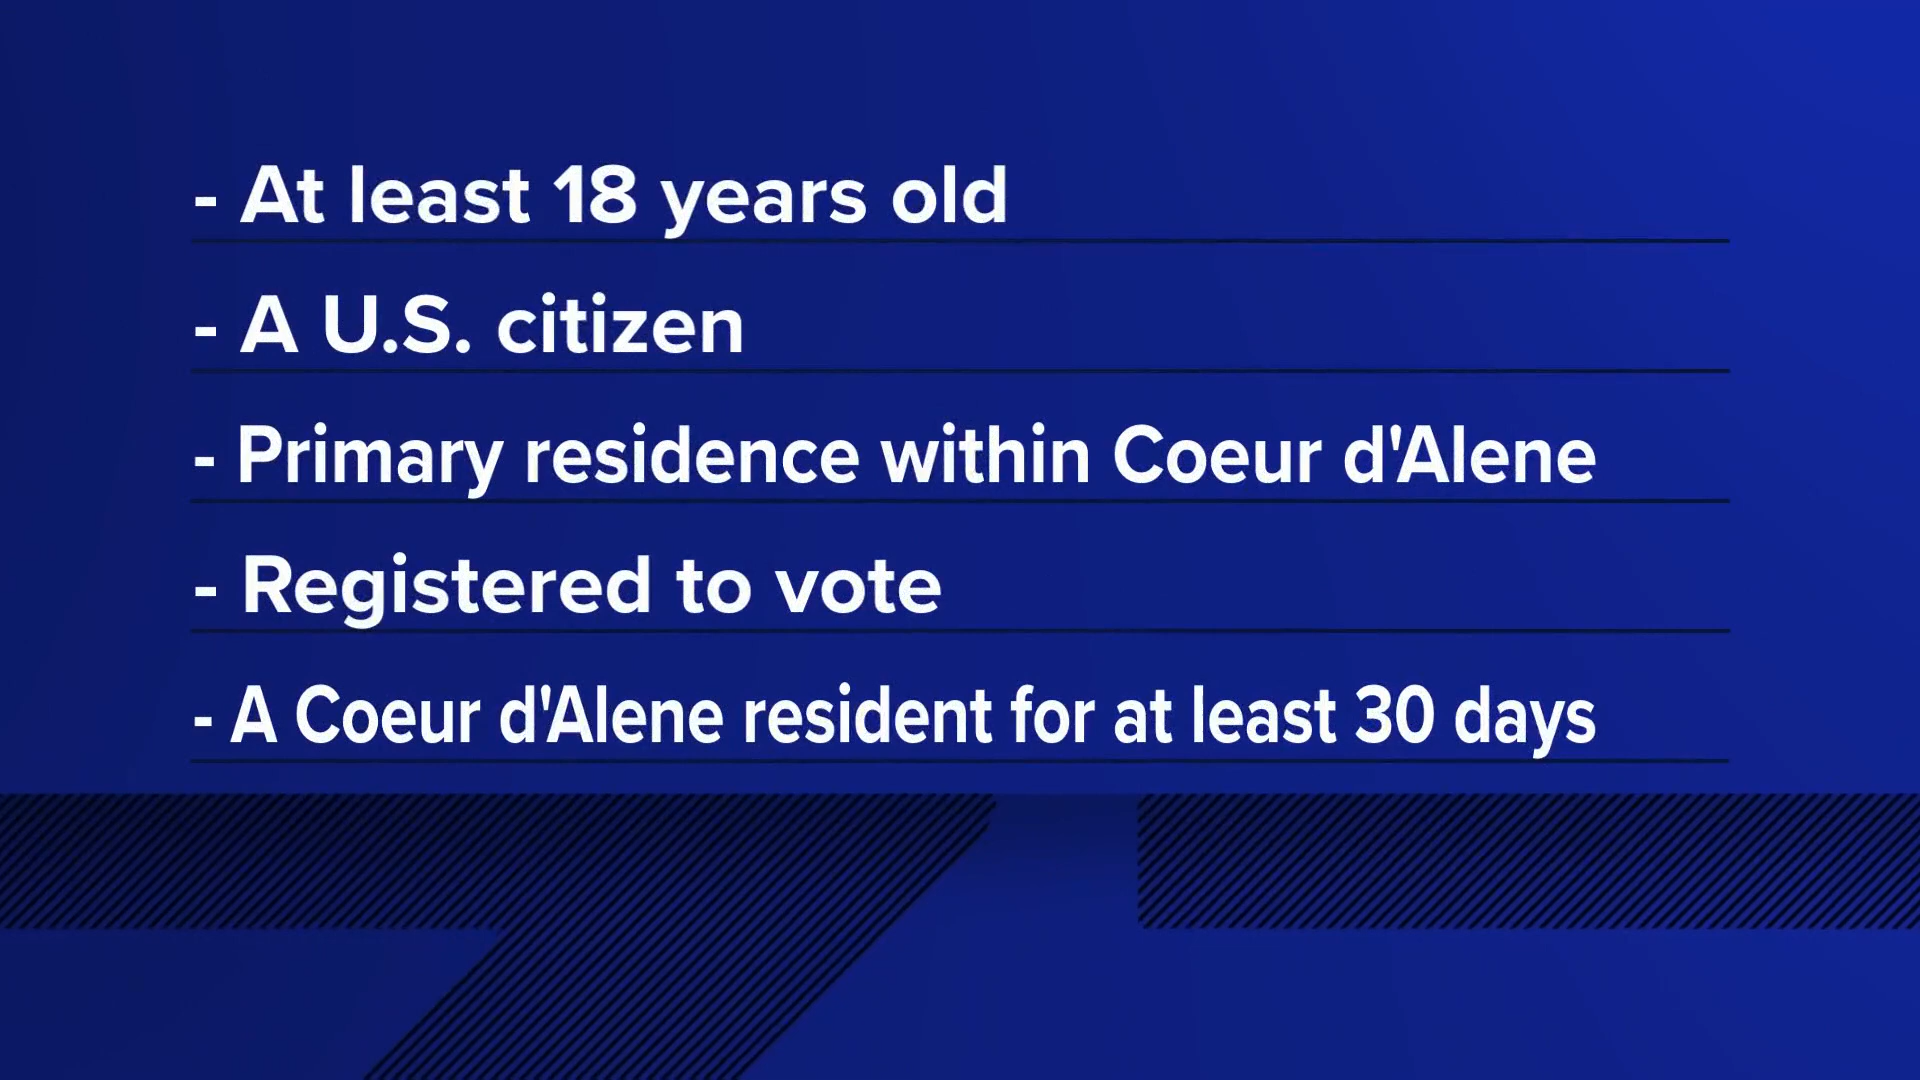 - At least 18 years old
- A U.S. citizen
- Primary residence within Coeur d'Alene
- Registered to vote
- A Coeur d'Alene resident for at least 30 days